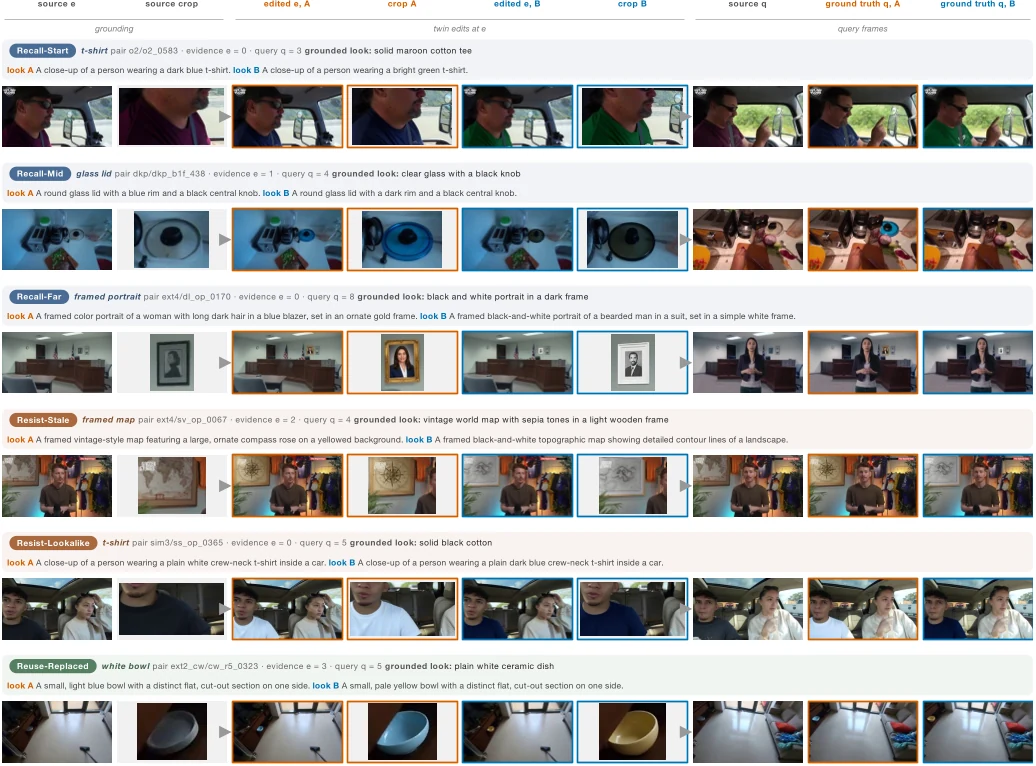 source e source crop edited e, A crop A edited e, B crop B source q ground truth q, A ground truth q, B
grounding twin edits at e query frames
Recall-Start t-shirt pair o2/o2_0583 · evidence e = 0 · query q = 3 grounded look: solid maroon cotton tee
look A A close-up of a person wearing a dark blue t-shirt. look B A close-up of a person wearing a bright green t-shirt.
Recall-Mid glass lid pair dkp/dkp_b1f_438 · evidence e = 1 · query q = 4 grounded look: clear glass with a black knob
look A A round glass lid with a blue rim and a black central knob. look B A round glass lid with a dark rim and a black central knob.
Recall-Far framed portrait pair ext4/dl_op_0170 · evidence e = 0 · query q = 8 grounded look: black and white portrait in a dark frame
look A A framed color portrait of a woman with long dark hair in a blue blazer, set in an ornate gold frame. look B A framed black-and-white portrait of a bearded man in a suit, set in a simple white frame.
Resist-Stale framed map pair ext4/sv_op_0067 · evidence e = 2 · query q = 4 grounded look: vintage world map with sepia tones in a light wooden frame
look A A framed vintage-style map featuring a large, ornate compass rose on a yellowed background. look B A framed black-and-white topographic map showing detailed contour lines of a landscape.
Resist-Lookalike t-shirt pair sim3/ss_op_0365 · evidence e = 0 · query q = 5 grounded look: solid black cotton
look A A close-up of a person wearing a plain white crew-neck t-shirt inside a car. look B A close-up of a person wearing a plain dark blue crew-neck t-shirt inside a car.
Reuse-Replaced white bowl pair ext2_cw/cw_r5_0323 · evidence e = 3 · query q = 5 grounded look: plain white ceramic dish
look A A small, light blue bowl with a distinct flat, cut-out section on one side. look B A small, pale yellow bowl with a distinct flat, cut-out section on one side.